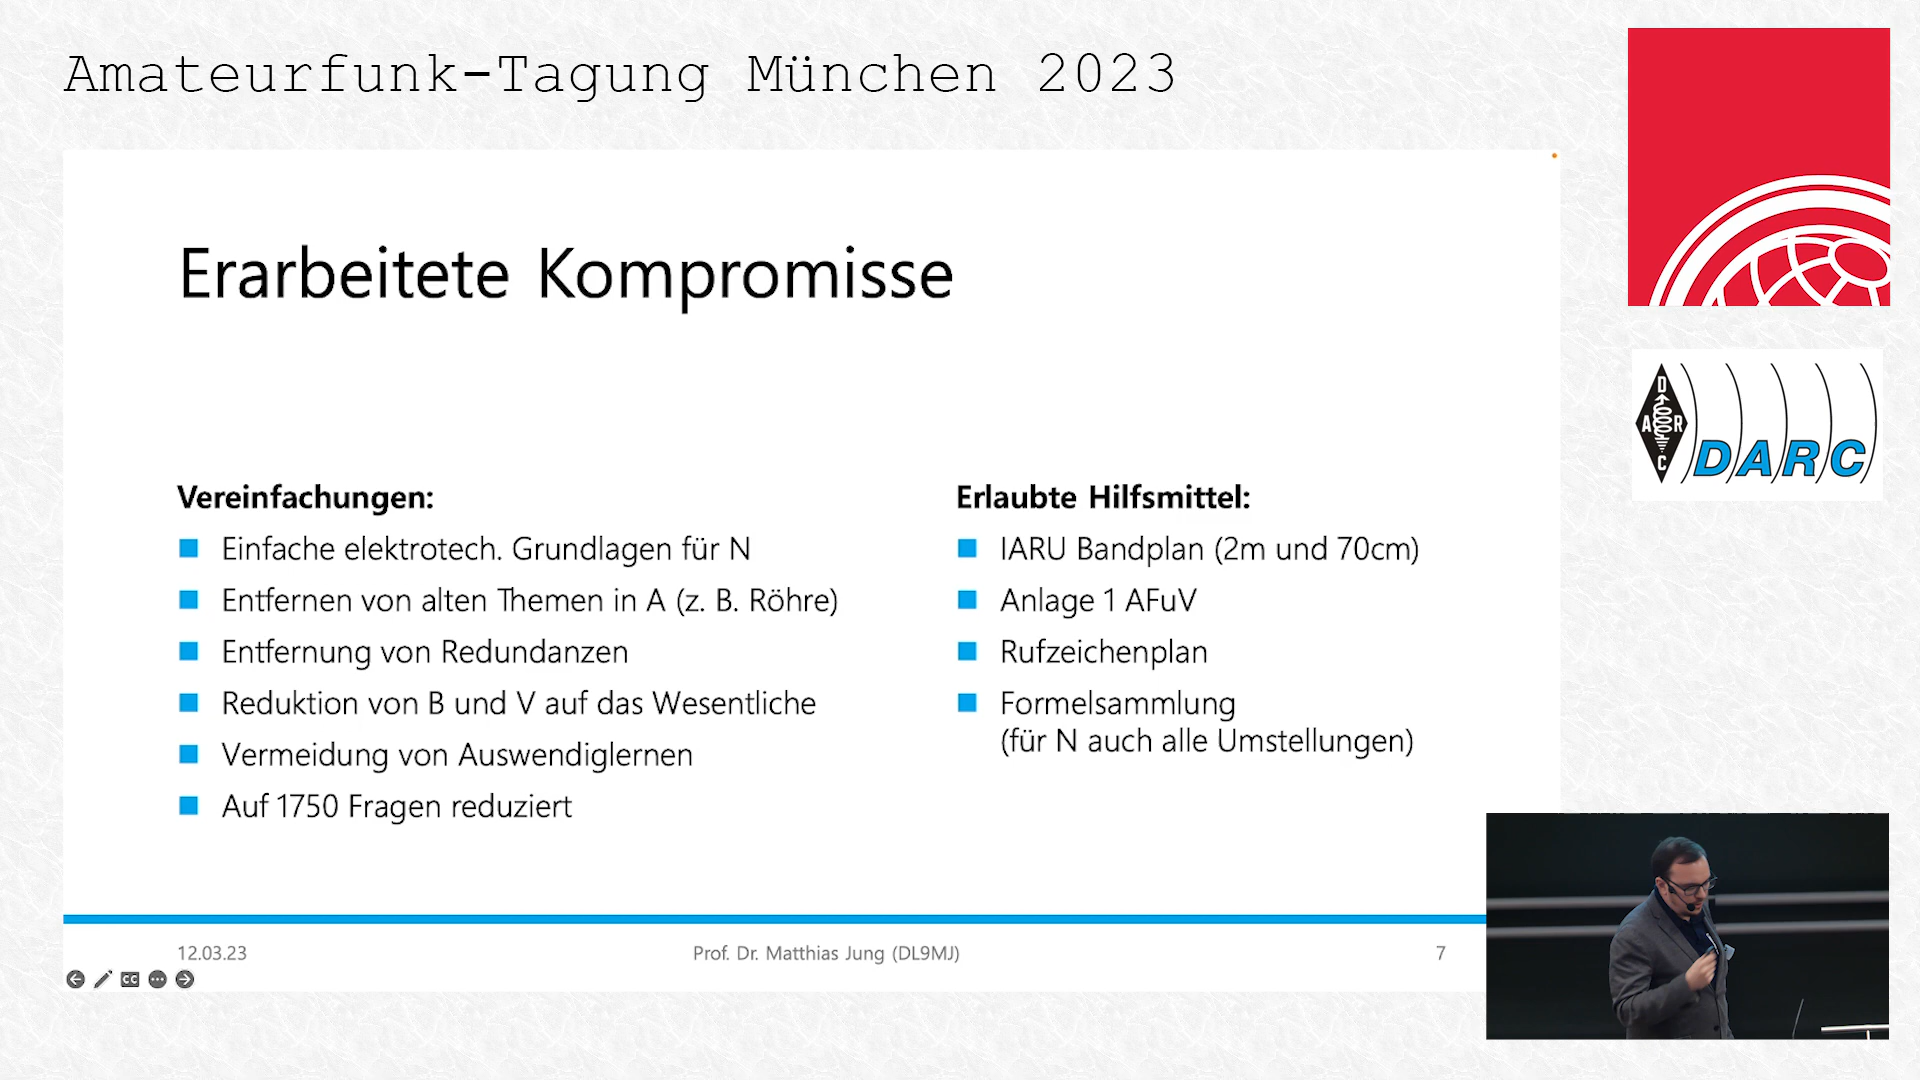 Amateurfunk-Tagung München 2023
Erarbeitete Kompromisse
Vereinfachungen:
Einfache elektrotech. Grundlagen für N
Entfernen von alten Themen in A (z. B. Röhre)
Entfernung von Redundanzen
Reduktion von B und V auf das Wesentliche
Vermeidung von Auswendiglernen
Auf 1750 Fragen reduziert
Erlaubte Hilfsmittel:
IARU Bandplan (2m und 70cm)
Anlage 1 AFuV
Rufzeichenplan
Formelsammlung
(für N auch alle Umstellungen)
12.03.23
Prof. Dr. Matthias Jung (DL9MJ)
7
CC
D
A R
C
DARC